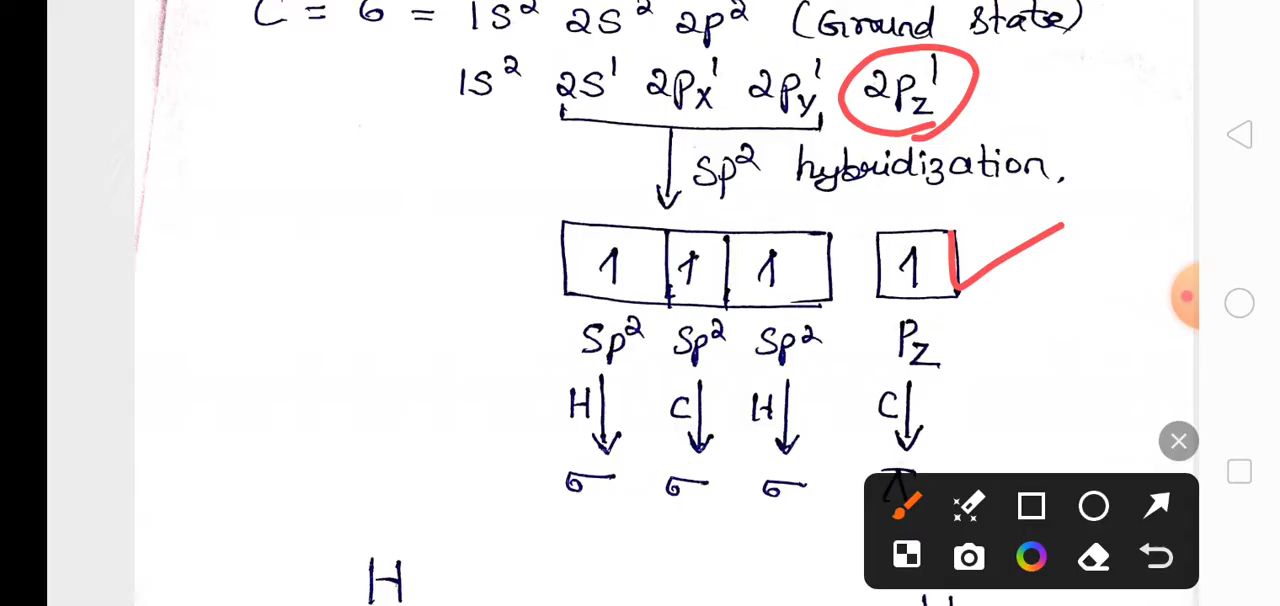 C = 6 = 1S² 2S² 2p² (Ground State)
1S² 2S¹ 2Px¹ 2Py¹ 2Pz¹
Sp² hybridization.
1 1 1 1
Sp² Sp² Sp² Pz
H C H C
σ σ σ π
H